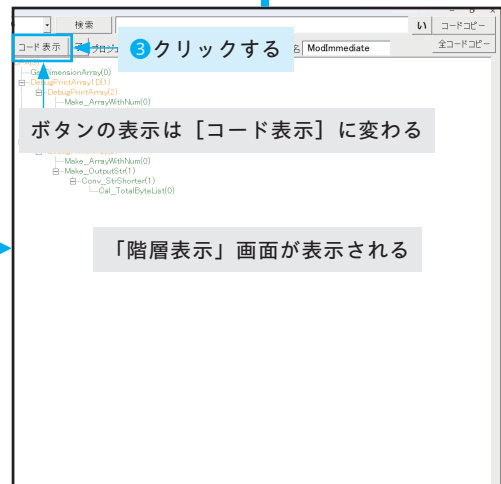 検索 い コードコピー
コード表示 プロジ ❸クリックする 名 ModImmediate 全コードコピー
GetDimensionArray(0)
DebugPrintArray1D(1)
DebugPrintArray(2)
Make_ArrayWithNum(0)
ボタンの表示は［コード表示］に変わる
Make_ArrayWithNum(0)
Make_OutputStr(1)
Conv_StrShorter(1)
Cal_TotalByteList(0)
「階層表示」画面が表示される